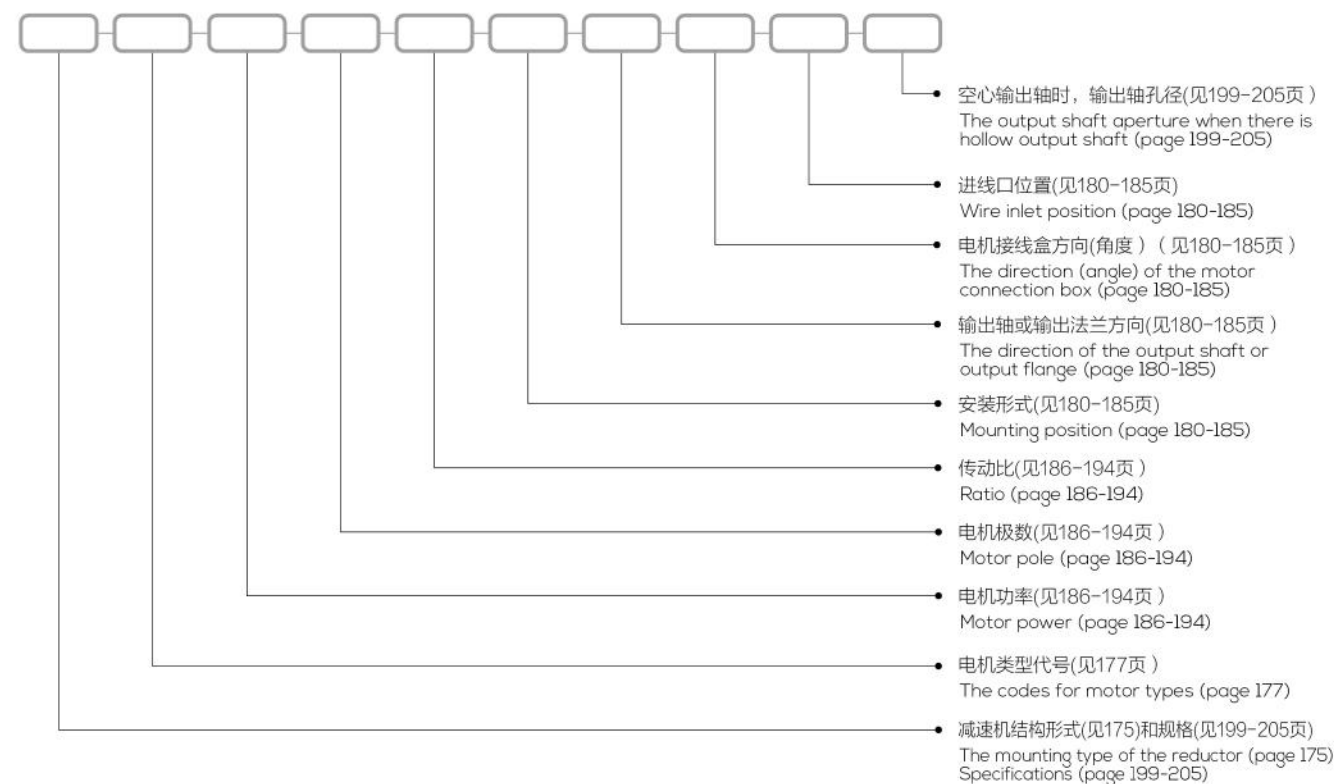 空心输出轴时，输出轴孔径(见199-205页）
The output shaft aperture when there is
hollow output shaft (page 199-205)
进线口位置(见180-185页)
Wire inlet position (page 180-185)
电机接线盒方向(角度）（见180-185页）
The direction (angle) of the motor
connection box (page 180-185)
输出轴或输出法兰方向(见180-185页）
The direction of the output shaft or
output flange (page 180-185)
安装形式(见180-185页)
Mounting position (page 180-185)
传动比(见186-194页）
Ratio (page 186-194)
电机极数(见186-194页）
Motor pole (page 186-194)
电机功率(见186-194页）
Motor power (page 186-194)
电机类型代号(见177页）
The codes for motor types (page 177)
减速机结构形式(见175)和规格(见199-205页)
The mounting type of the reductor (page 175)
Specifications (page 199-205)